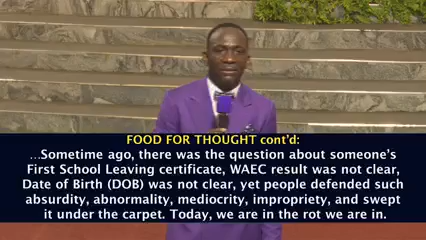 FOOD FOR THOUGHT cont'd:
...Sometime ago, there was the question about someone's
First School Leaving certificate, WAEC result was not clear,
Date of Birth (DOB) was not clear, yet people defended such
absurdity, abnormality, mediocrity, impropriety, and swept
it under the carpet. Today, we are in the rot we are in.